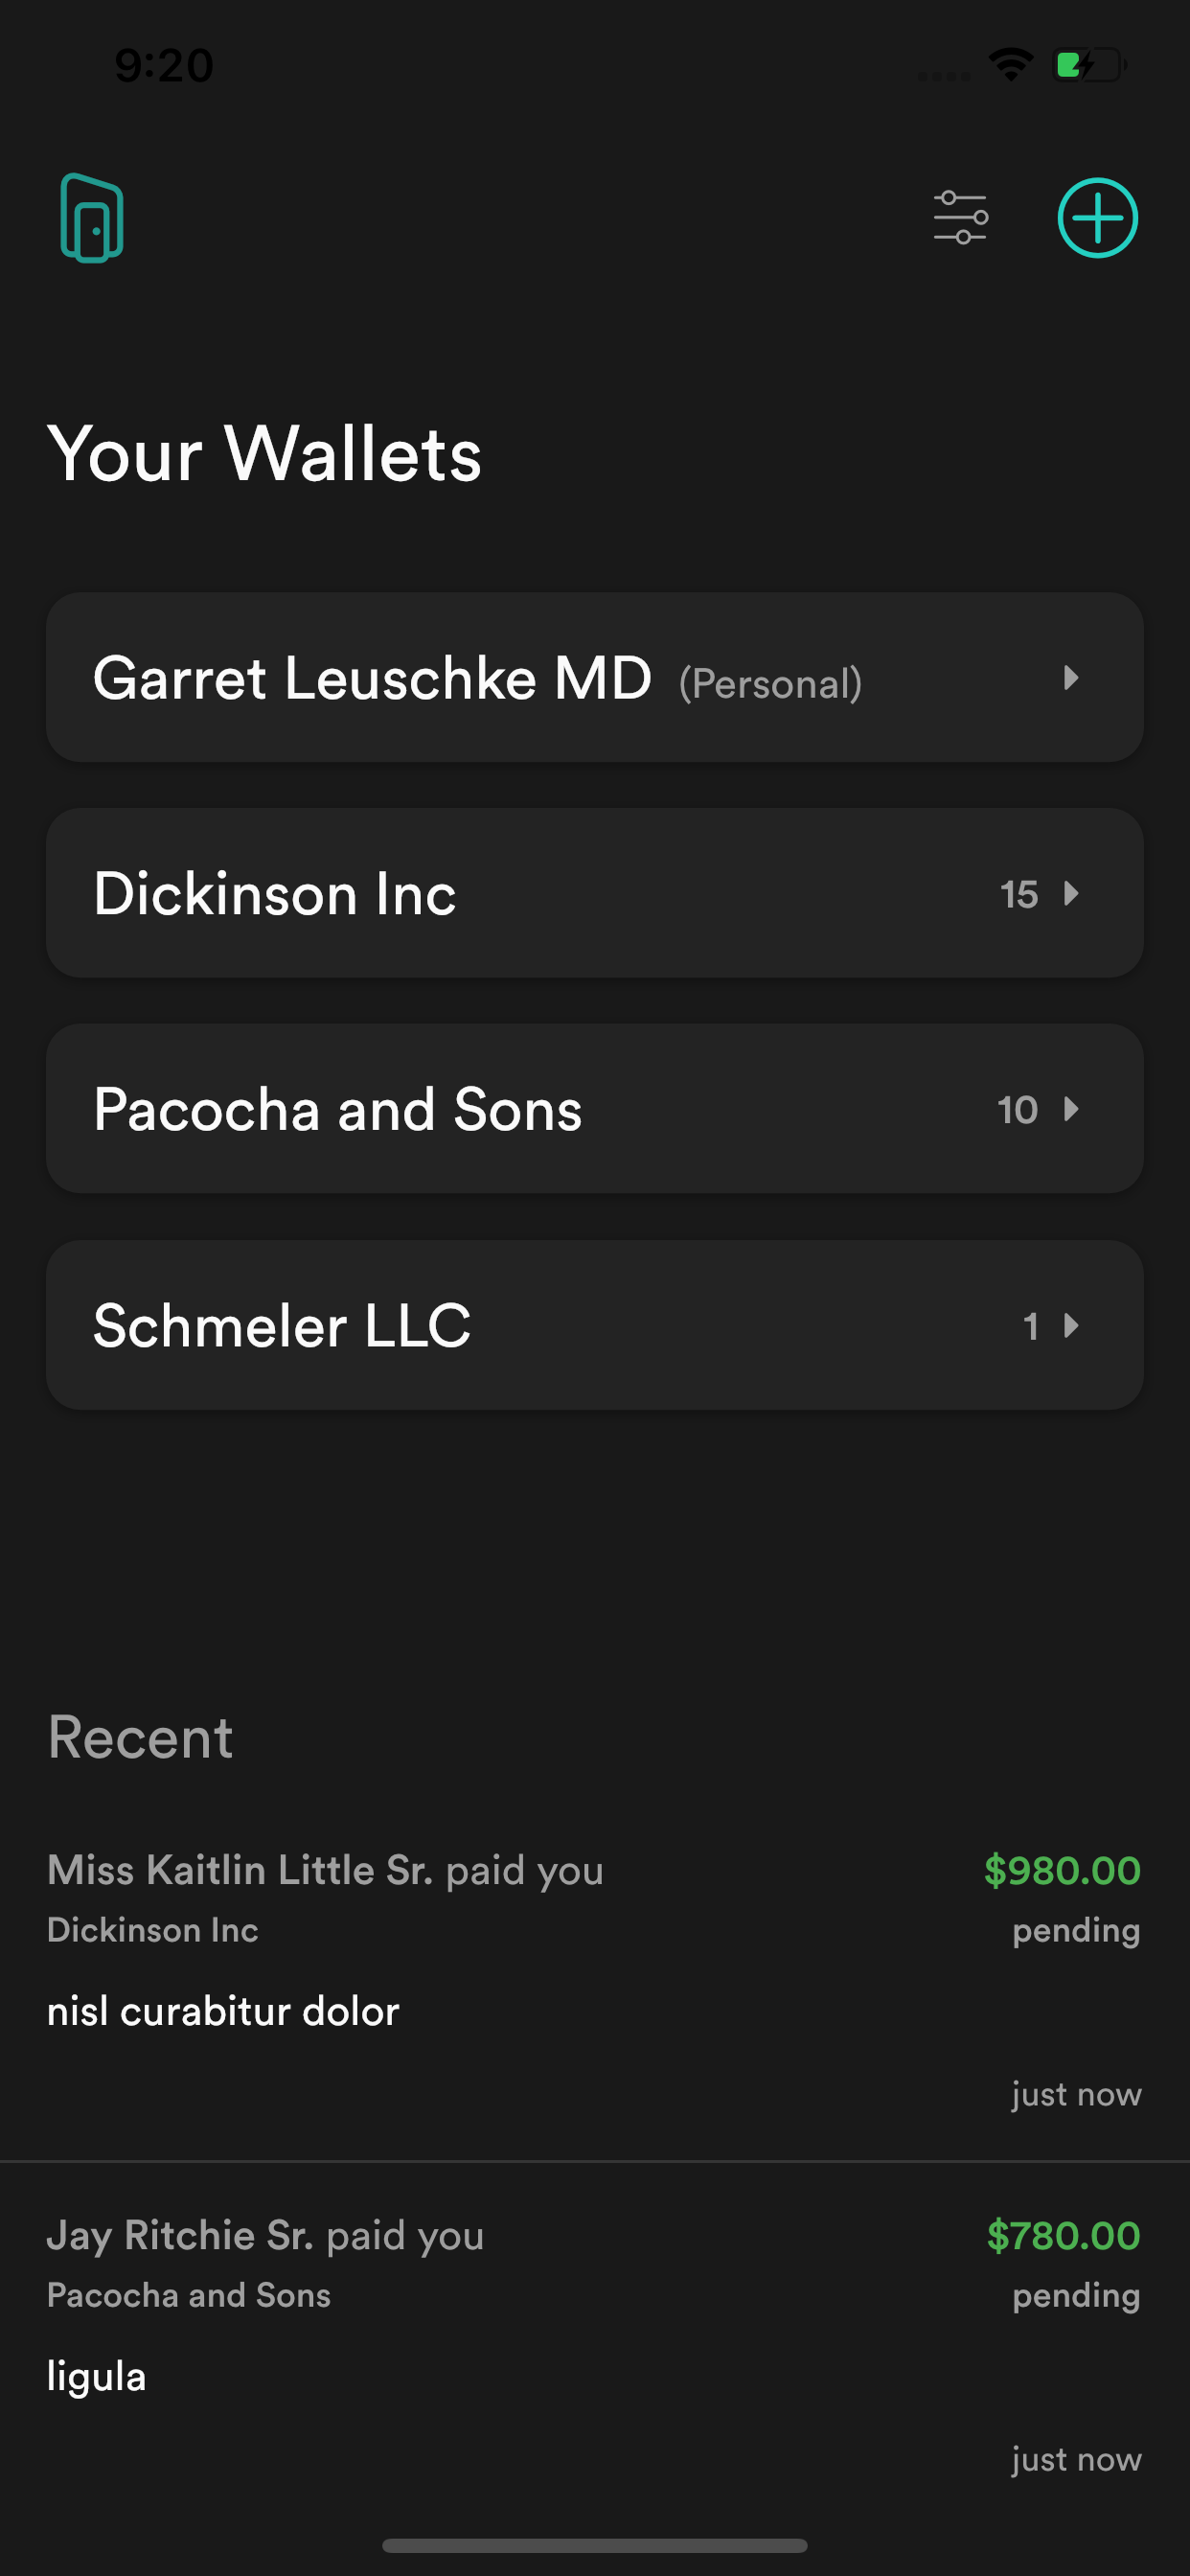 9:20
Your Wallets
Garret Leuschke MD (Personal)
Dickinson Inc 15
Pacocha and Sons 10
Schmeler LLC 1
Recent
Miss Kaitlin Little Sr. paid you $980.00
Dickinson Inc pending
nisl curabitur dolor
just now
Jay Ritchie Sr. paid you $780.00
Pacocha and Sons pending
ligula
just now